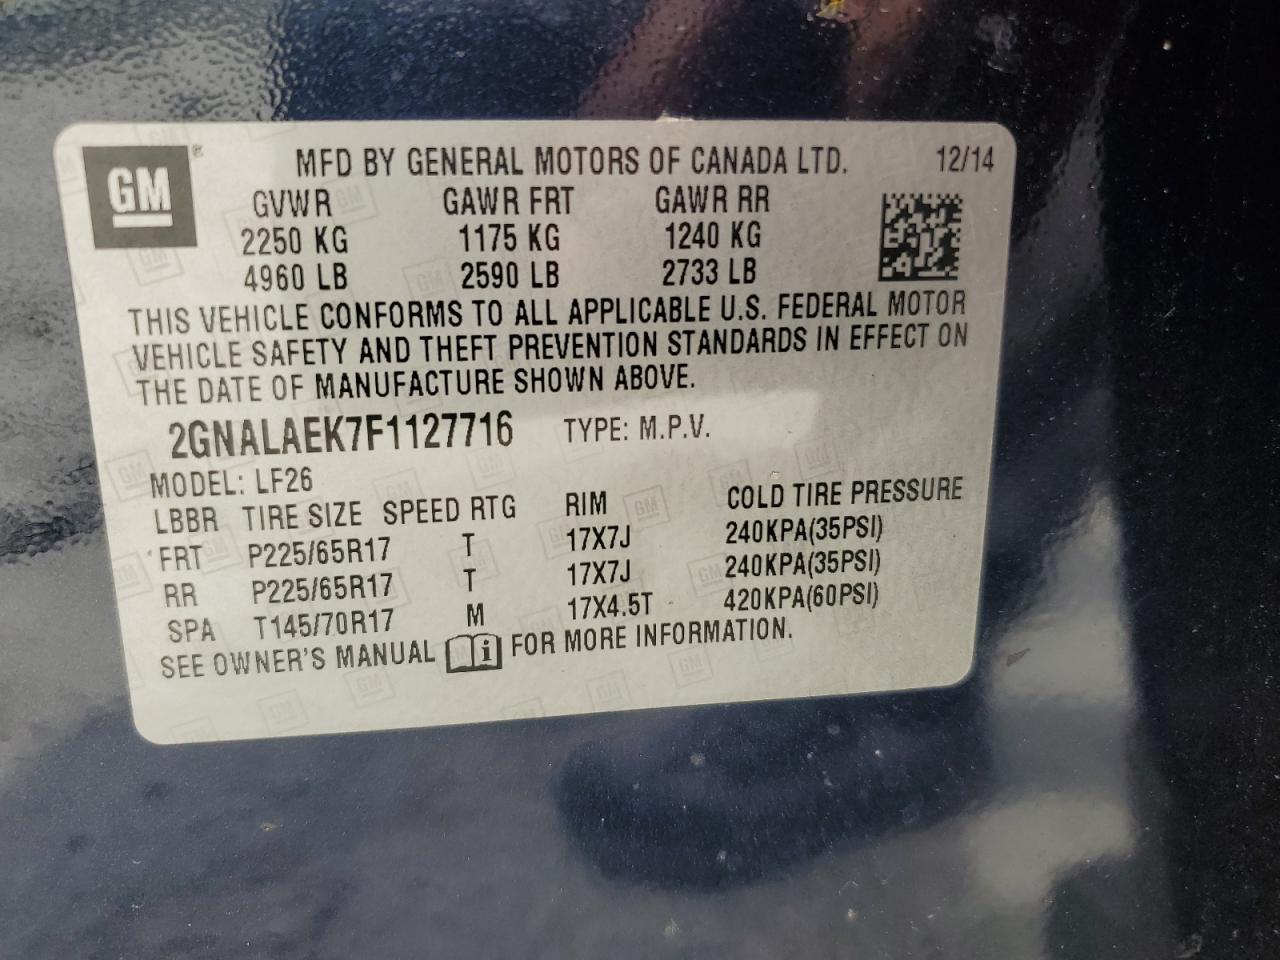 GM ®
MFD BY GENERAL MOTORS OF CANADA LTD. 12/14
GVWR GAWR FRT GAWR RR
2250 KG 1175 KG 1240 KG
4960 LB 2590 LB 2733 LB
THIS VEHICLE CONFORMS TO ALL APPLICABLE U.S. FEDERAL MOTOR
VEHICLE SAFETY AND THEFT PREVENTION STANDARDS IN EFFECT ON
THE DATE OF MANUFACTURE SHOWN ABOVE.
2GNALAEK7F1127716 TYPE: M.P.V.
MODEL: LF26
LBBR TIRE SIZE SPEED RTG RIM COLD TIRE PRESSURE
FRT P225/65R17 T 17X7J 240KPA(35PSI)
RR P225/65R17 T 17X7J 240KPA(35PSI)
SPA T145/70R17 M 17X4.5T 420KPA(60PSI)
SEE OWNER'S MANUAL i FOR MORE INFORMATION.